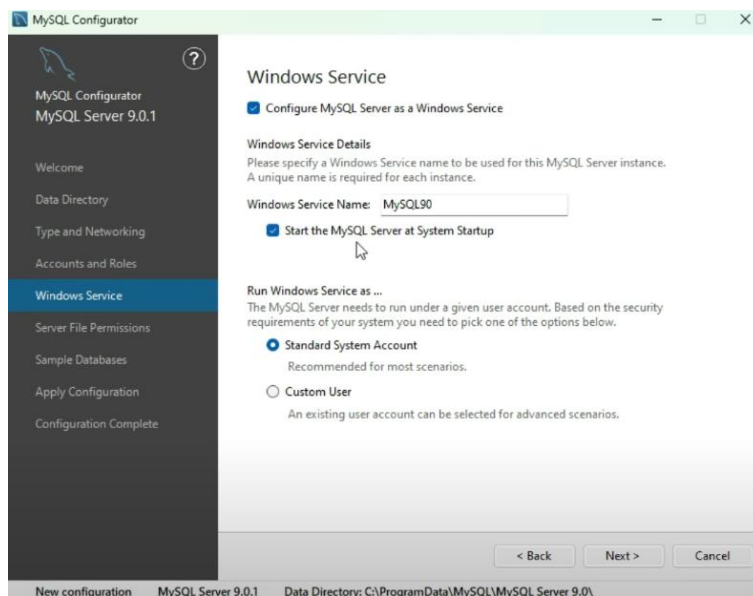 MySQL Configurator
?
MySQL Configurator
MySQL Server 9.0.1
Welcome
Data Directory
Type and Networking
Accounts and Roles
Windows Service
Server File Permissions
Sample Databases
Apply Configuration
Configuration Complete
Windows Service
Configure MySQL Server as a Windows Service
Windows Service Details
Please specify a Windows Service name to be used for this MySQL Server instance.
A unique name is required for each instance.
Windows Service Name: MySQL90
Start the MySQL Server at System Startup
Run Windows Service as ...
The MySQL Server needs to run under a given user account. Based on the security
requirements of your system you need to pick one of the options below.
Standard System Account
Recommended for most scenarios.
Custom User
An existing user account can be selected for advanced scenarios.
< Back Next > Cancel
New configuration MySQL Server 9.0.1 Data Directory: C:\ProgramData\MySQL\MySQL Server 9.0\